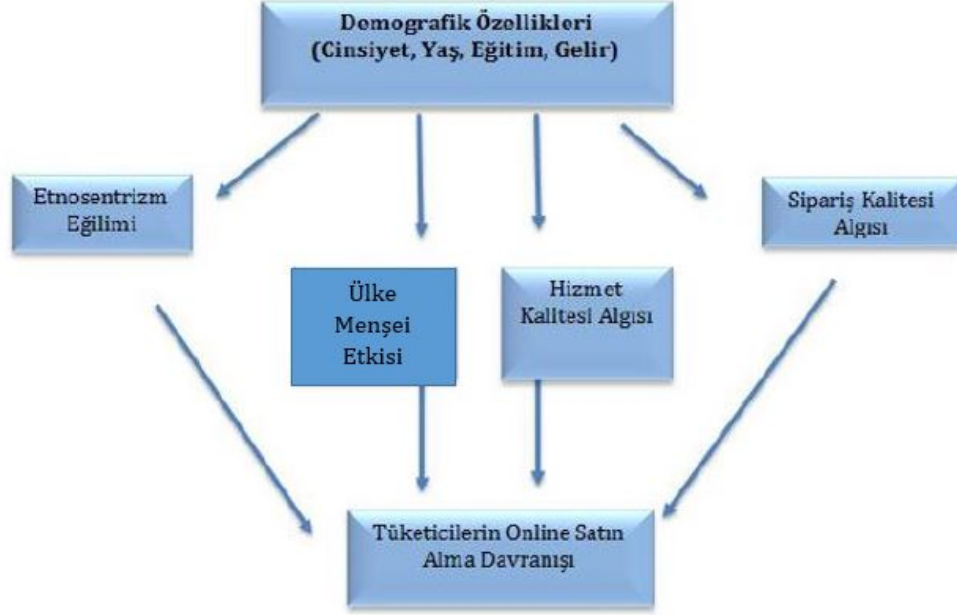 Demografik Özellikleri
(Cinsiyet, Yaş, Eğitim, Gelir)
Etnosentrizm
Eğilimi
Sipariş Kalitesi
Algısı
Ülke
Menşei
Etkisi
Hizmet
Kalitesi Algısı
Tüketicilerin Online Satın
Alma Davranışı